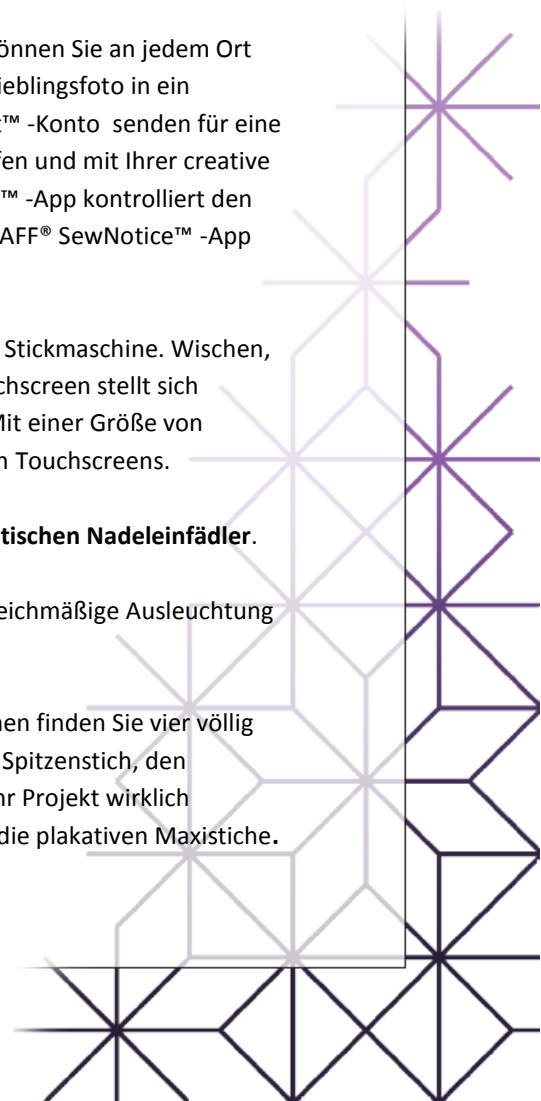 önnen Sie an jedem Ort
ieblingsfoto in ein
t™ -Konto senden für eine
fen und mit Ihrer creative
™ -App kontrolliert den
AFF® SewNotice™ -App
Stickmaschine. Wischen,
chscreen stellt sich
Mit einer Größe von
n Touchscreens.
tischen Nadeleinfädler.
eichmäßige Ausleuchtung
nen finden Sie vier völlig
Spitzenstich, den
hr Projekt wirklich
die plakativen Maxistiche.